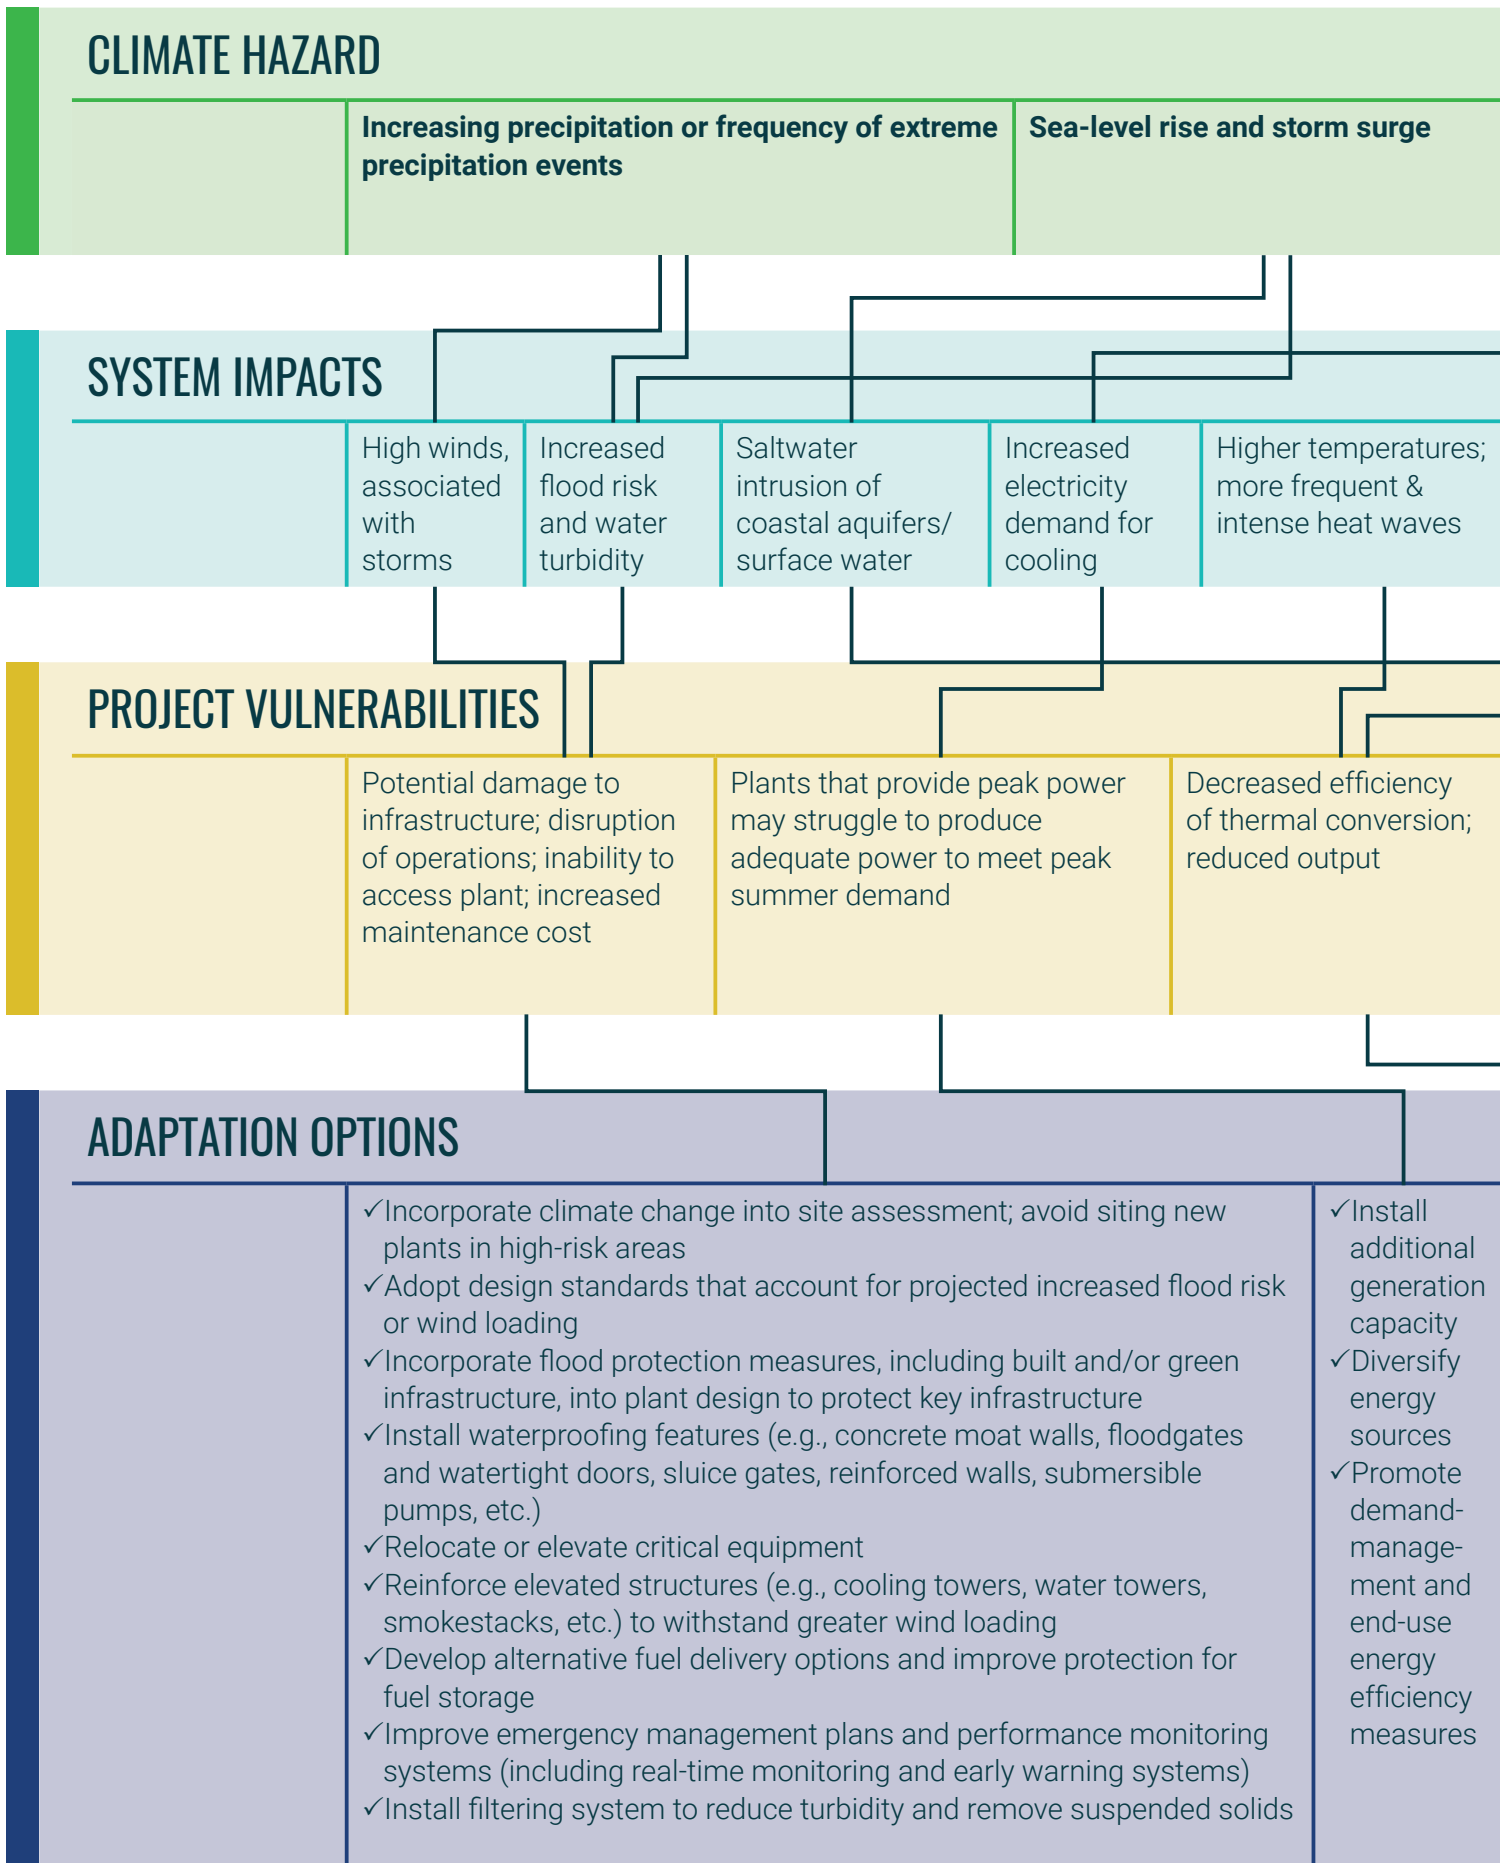 CLIMATE HAZARD
Increasing precipitation or frequency of extreme
precipitation events
Sea-level rise and storm surge
SYSTEM IMPACTS
High winds,
associated
with
storms
Increased
flood risk
and water
turbidity
Saltwater
intrusion of
coastal aquifers/
surface water
Increased
electricity
demand for
cooling
Higher temperatures;
more frequent &
intense heat waves
PROJECT VULNERABILITIES
Potential damage to
infrastructure; disruption
of operations; inability to
access plant; increased
maintenance cost
Plants that provide peak power
may struggle to produce
adequate power to meet peak
summer demand
Decreased efficiency
of thermal conversion;
reduced output
ADAPTATION OPTIONS
✓Incorporate climate change into site assessment; avoid siting new
plants in high-risk areas
✓Adopt design standards that account for projected increased flood risk
or wind loading
✓Incorporate flood protection measures, including built and/or green
infrastructure, into plant design to protect key infrastructure
✓Install waterproofing features (e.g., concrete moat walls, floodgates
and watertight doors, sluice gates, reinforced walls, submersible
pumps, etc.)
✓Relocate or elevate critical equipment
✓Reinforce elevated structures (e.g., cooling towers, water towers,
smokestacks, etc.) to withstand greater wind loading
✓Develop alternative fuel delivery options and improve protection for
fuel storage
✓Improve emergency management plans and performance monitoring
systems (including real-time monitoring and early warning systems)
✓Install filtering system to reduce turbidity and remove suspended solids
✓Install
additional
generation
capacity
✓Diversify
energy
sources
✓Promote
demand-
manage-
ment and
end-use
energy
efficiency
measures